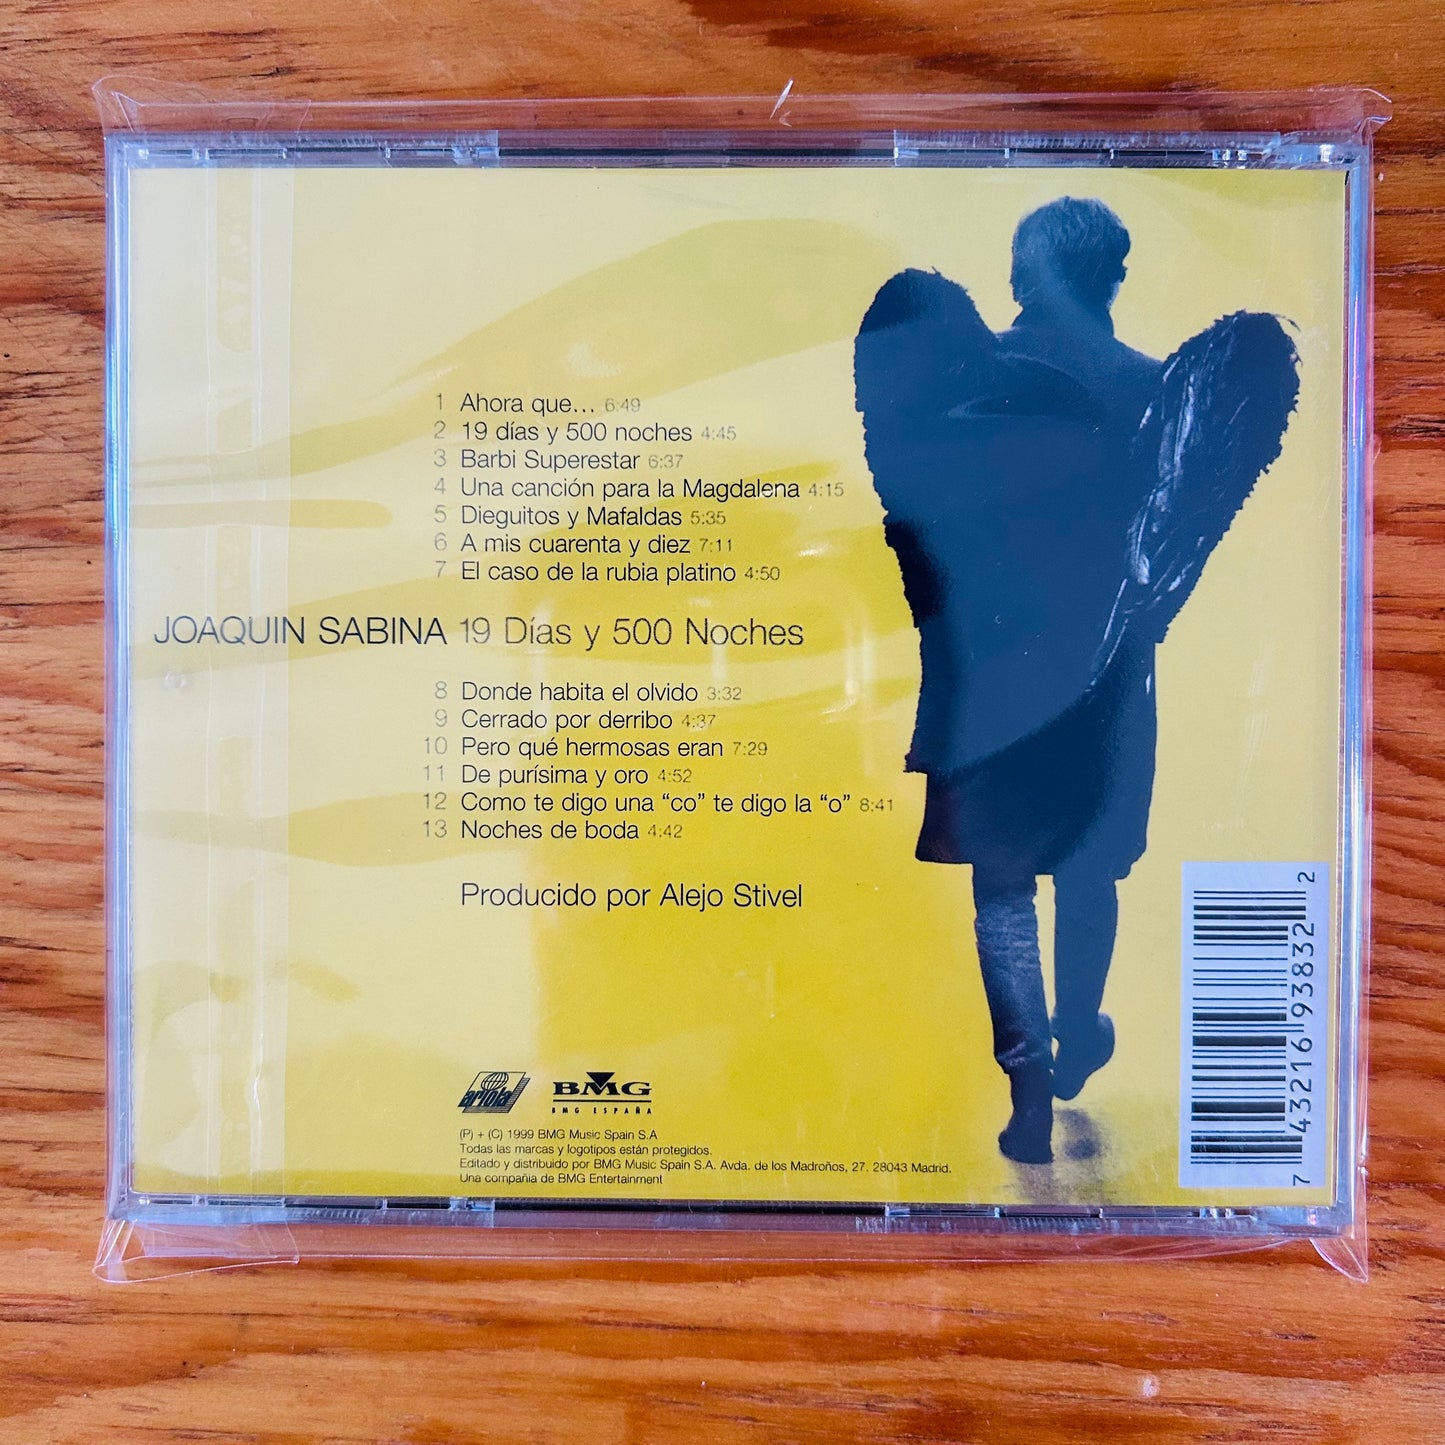 1 Ahora que... 6:49
2 19 días y 500 noches 4:45
3 Barbi Superestar 6:37
4 Una canción para la Magdalena 4:15
5 Dieguitos y Mafaldas 5:35
6 A mis cuarenta y diez 7:11
7 El caso de la rubia platino 4:50
JOAQUIN SABINA 19 Días y 500 Noches
8 Donde habita el olvido 3:32
9 Cerrado por derribo 4:37
10 Pero qué hermosas eran 7:29
11 De purísima y oro 4:52
12 Como te digo una “co” te digo la “o” 8:41
13 Noches de boda 4:42
Producido por Alejo Stivel
ariola
BMG
BMG ESPAÑA
(P) + (C) 1999 BMG Music Spain S.A
Todas las marcas y logotipos están protegidos.
Editado y distribuido por BMG Music Spain S.A. Avda. de los Madroños, 27. 28043 Madrid.
Una compañia de BMG Entertainment
7 43216 93832 2